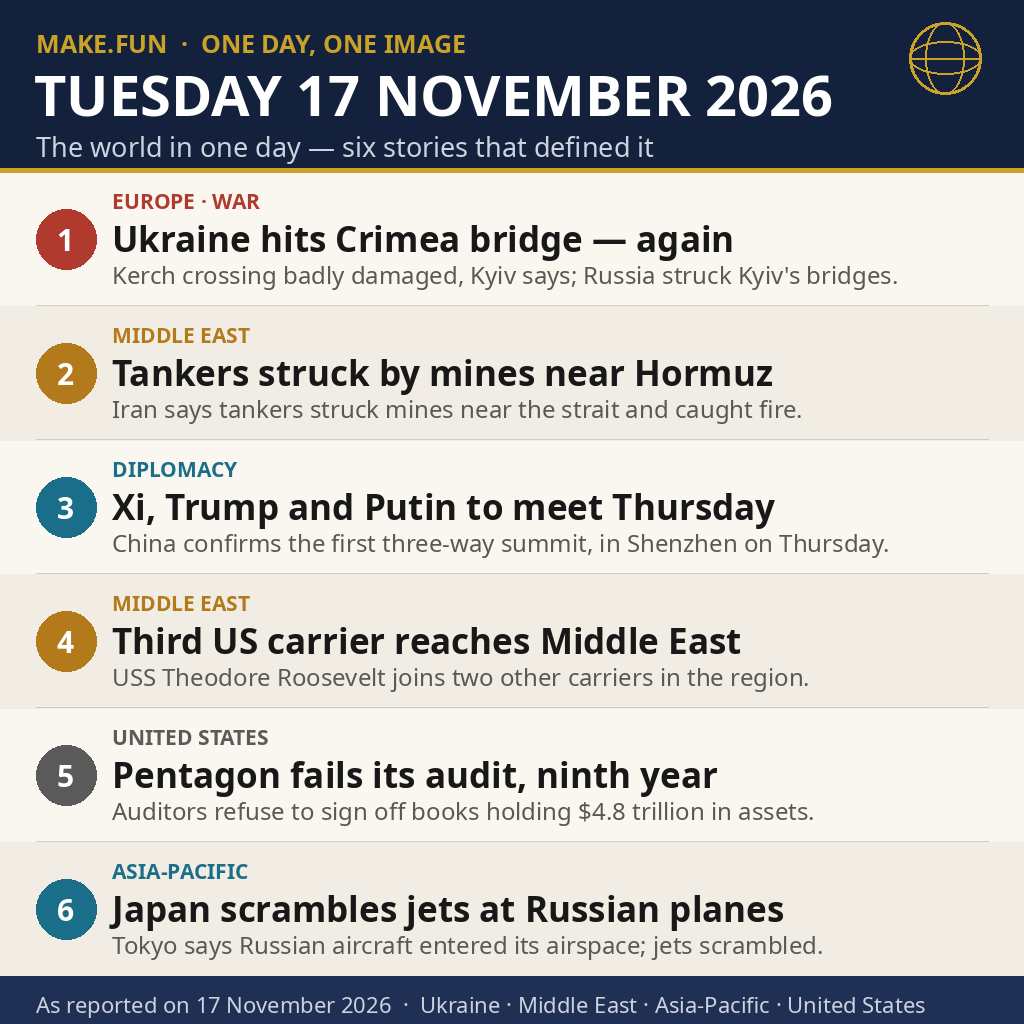 MAKE.FUN · ONE DAY, ONE IMAGE
TUESDAY 17 NOVEMBER 2026
The world in one day — six stories that defined it
EUROPE · WAR
1
Ukraine hits Crimea bridge — again
Kerch crossing badly damaged, Kyiv says; Russia struck Kyiv's bridges.
MIDDLE EAST
2
Tankers struck by mines near Hormuz
Iran says tankers struck mines near the strait and caught fire.
DIPLOMACY
3
Xi, Trump and Putin to meet Thursday
China confirms the first three-way summit, in Shenzhen on Thursday.
MIDDLE EAST
4
Third US carrier reaches Middle East
USS Theodore Roosevelt joins two other carriers in the region.
UNITED STATES
5
Pentagon fails its audit, ninth year
Auditors refuse to sign off books holding $4.8 trillion in assets.
ASIA-PACIFIC
6
Japan scrambles jets at Russian planes
Tokyo says Russian aircraft entered its airspace; jets scrambled.
As reported on 17 November 2026 · Ukraine · Middle East · Asia-Pacific · United States